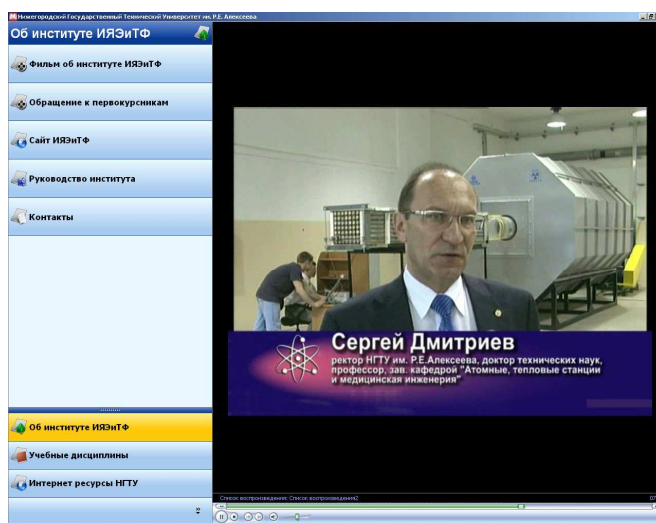 Нижегородский Государственный Технический Университет им. Р.Е. Алексеева
Об институте ИЯЭиТФ
Фильм об институте ИЯЭиТФ
Обращение к первокурсникам
Сайт ИЯЭиТФ
Руководство института
Контакты
Сергей Дмитриев
ректор НГТУ им. Р.Е.Алексеева, доктор технических наук,
профессор, зав. кафедрой "Атомные, тепловые станции
и медицинская инженерия"
Об институте ИЯЭиТФ
Учебные дисциплины
Интернет ресурсы НГТУ
Список воспроизведения: Список воспроизведения2